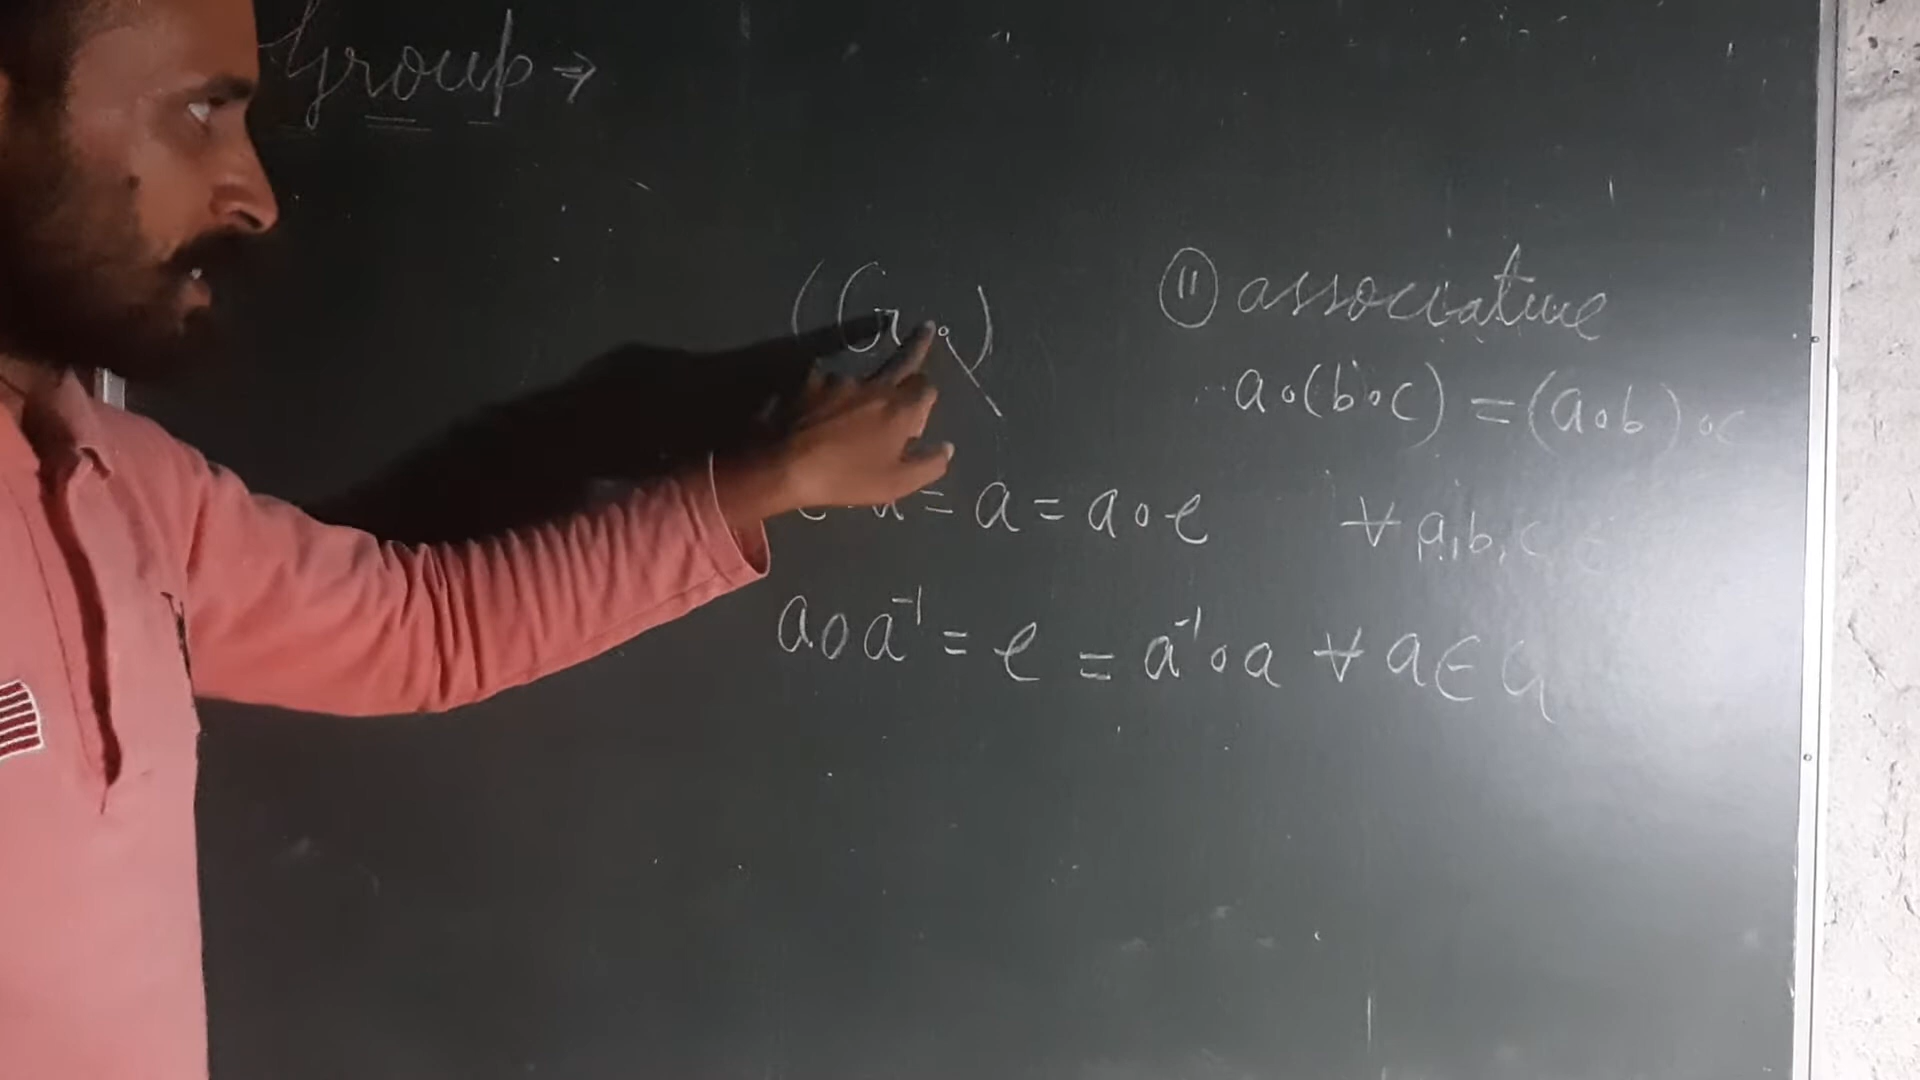 Group →
(G, ∘)
ⓘⓘ associative
a∘(b∘c) = (a∘b)∘c
= a = a∘e
∀ a, b, c ∈
a∘a⁻¹ = e = a⁻¹∘a ∀ a ∈ G